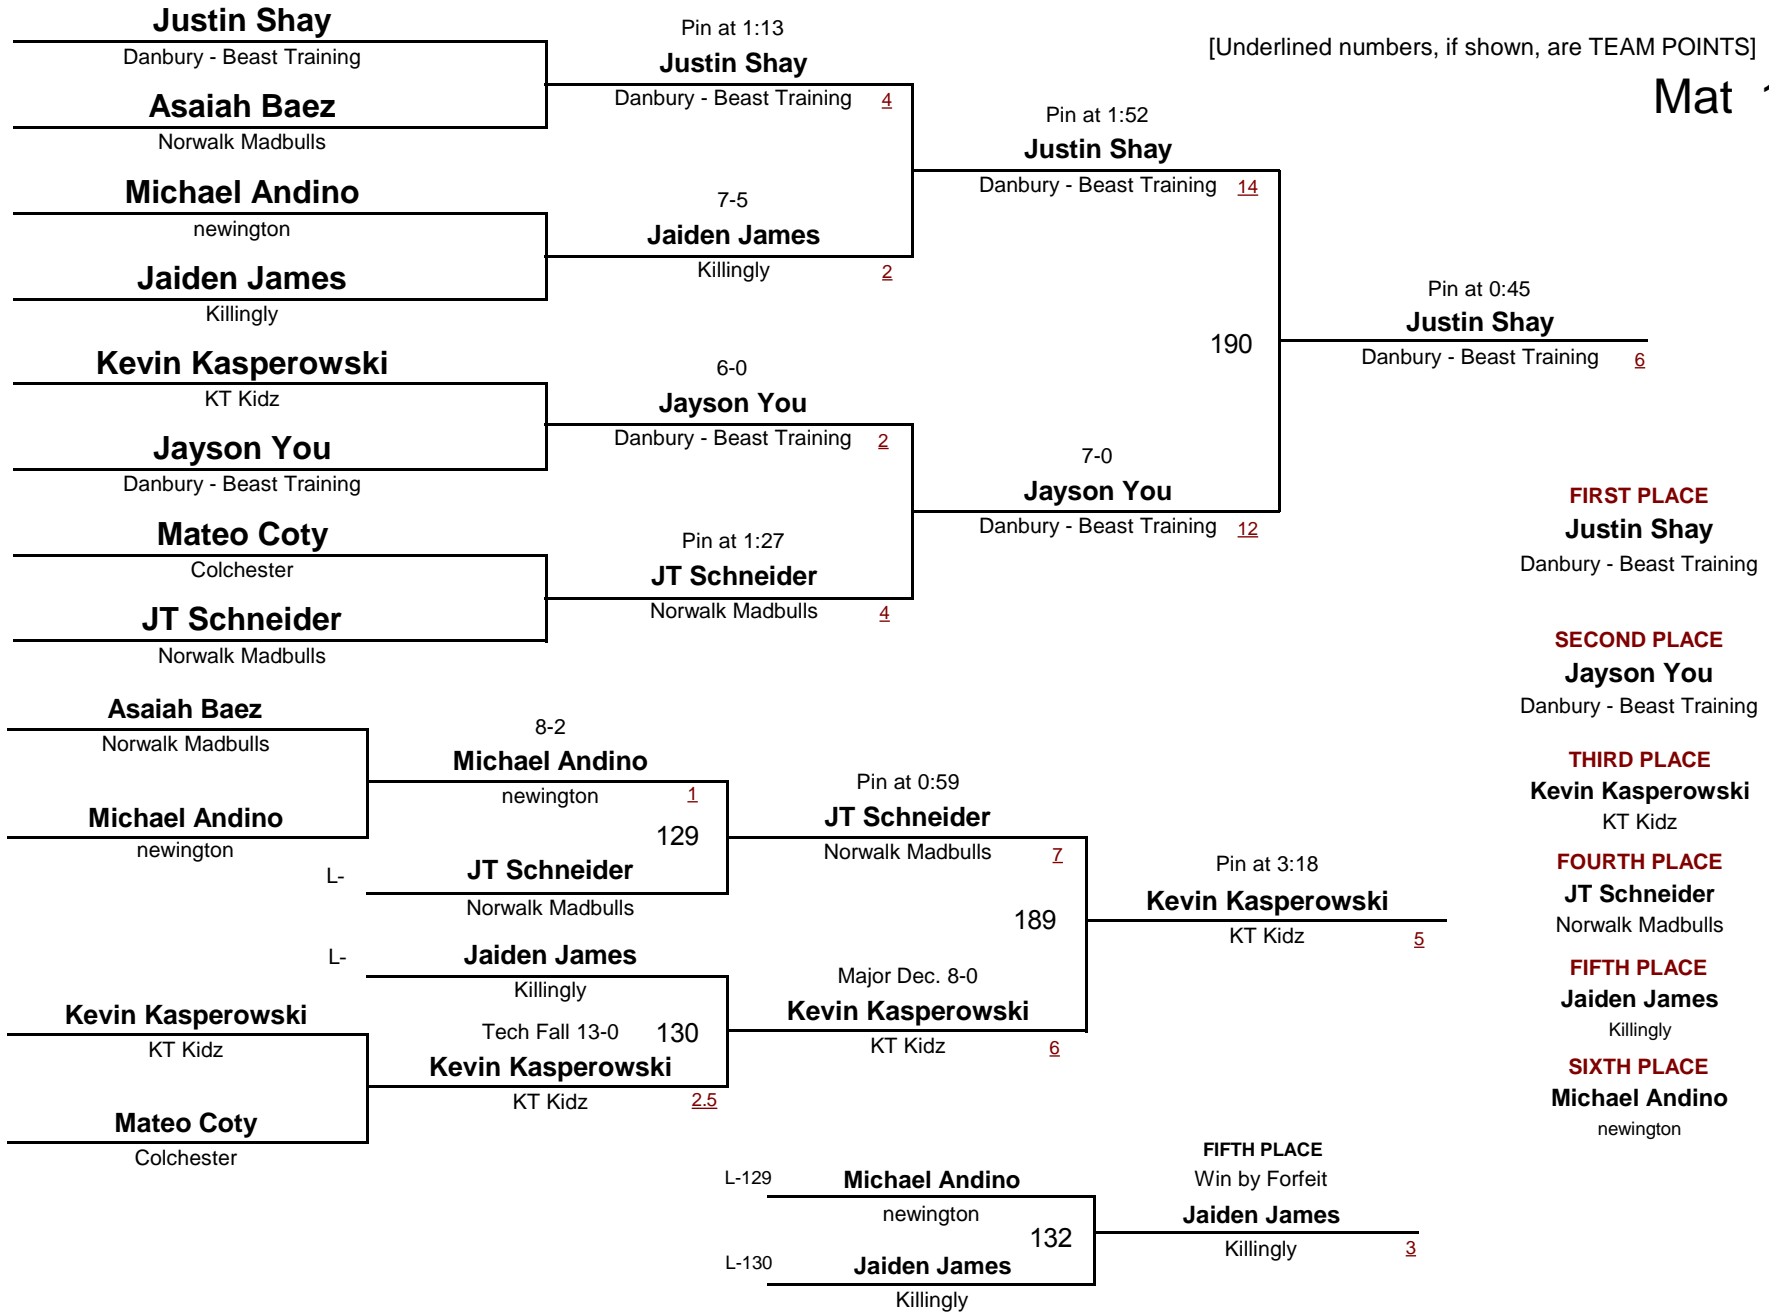 Justin Shay
Danbury - Beast Training
Asaiah Baez
Norwalk Madbulls
Michael Andino
newington
Jaiden James
Killingly
Kevin Kasperowski
KT Kidz
Jayson You
Danbury - Beast Training
Mateo Coty
Colchester
JT Schneider
Norwalk Madbulls
Pin at 1:13
Justin Shay
Danbury - Beast Training 4
7-5
Jaiden James
Killingly 2
6-0
Jayson You
Danbury - Beast Training 2
Pin at 1:27
JT Schneider
Norwalk Madbulls 4
Pin at 1:52
Justin Shay
Danbury - Beast Training 14
190
7-0
Jayson You
Danbury - Beast Training 12
[Underlined numbers, if shown, are TEAM POINTS]
Mat
Pin at 0:45
Justin Shay
Danbury - Beast Training 6
Asaiah Baez
Norwalk Madbulls
Michael Andino
newington
Kevin Kasperowski
KT Kidz
Mateo Coty
Colchester
8-2
Michael Andino
newington 1
129
L- JT Schneider
Norwalk Madbulls
L- Jaiden James
Killingly
Tech Fall 13-0 130
Kevin Kasperowski
KT Kidz 2.5
Pin at 0:59
JT Schneider
Norwalk Madbulls 7
189
Major Dec. 8-0
Kevin Kasperowski
KT Kidz 6
Pin at 3:18
Kevin Kasperowski
KT Kidz 5
L-129 Michael Andino
newington
132
L-130 Jaiden James
Killingly
FIFTH PLACE
Win by Forfeit
Jaiden James
Killingly 3
FIRST PLACE
Justin Shay
Danbury - Beast Training
SECOND PLACE
Jayson You
Danbury - Beast Training
THIRD PLACE
Kevin Kasperowski
KT Kidz
FOURTH PLACE
JT Schneider
Norwalk Madbulls
FIFTH PLACE
Jaiden James
Killingly
SIXTH PLACE
Michael Andino
newington